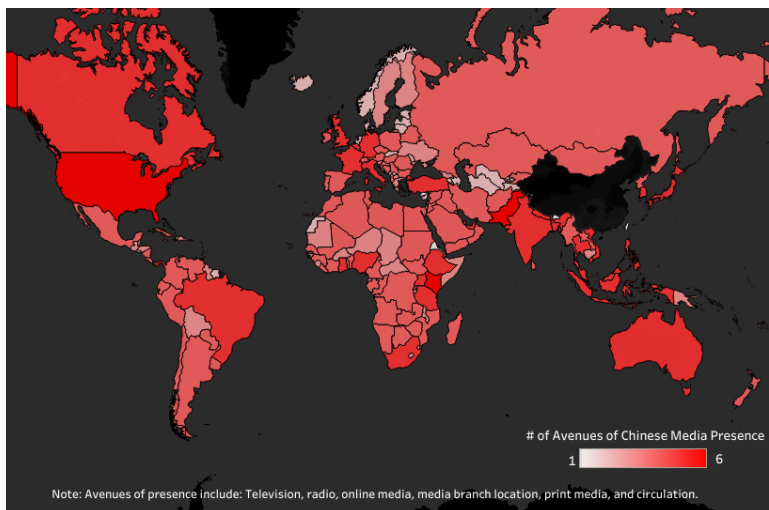 # of Avenues of Chinese Media Presence
1 6
Note: Avenues of presence include: Television, radio, online media, media branch location, print media, and circulation.